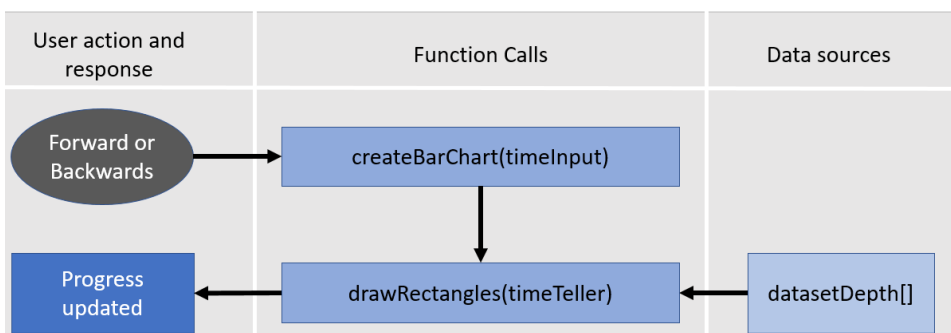 User action and
response
Function Calls
Data sources
Forward or
Backwards
createBarChart(timeInput)
Progress
updated
drawRectangles(timeTeller)
datasetDepth[]